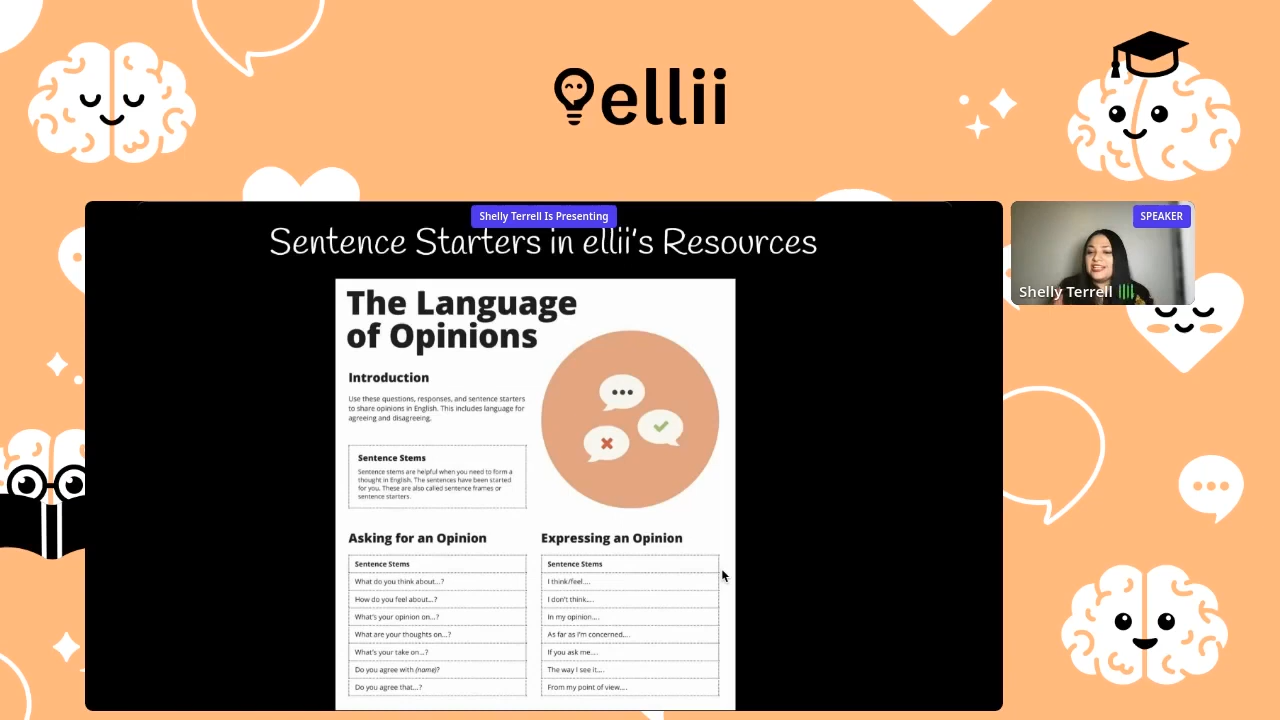 ellii
Shelly Terrell Is Presenting
SPEAKER
Sentence Starters in ellii's Resources
Shelly Terrell
The Language
of Opinions
Introduction
Use these questions, responses, and sentence starters
to share opinions in English. This includes language for
agreeing and disagreeing.
Sentence Stems
Sentence stems are helpful when you need to form a
thought in English. The sentences have been started
for you. These are also called sentence frames or
sentence starters.
Asking for an Opinion
Sentence Stems
What do you think about...?
How do you feel about...?
What's your opinion on...?
What are your thoughts on...?
What's your take on...?
Do you agree with (name)?
Do you agree that...?
Expressing an Opinion
Sentence Stems
I think/feel....
I don't think....
In my opinion....
As far as I'm concerned....
If you ask me....
The way I see it....
From my point of view....